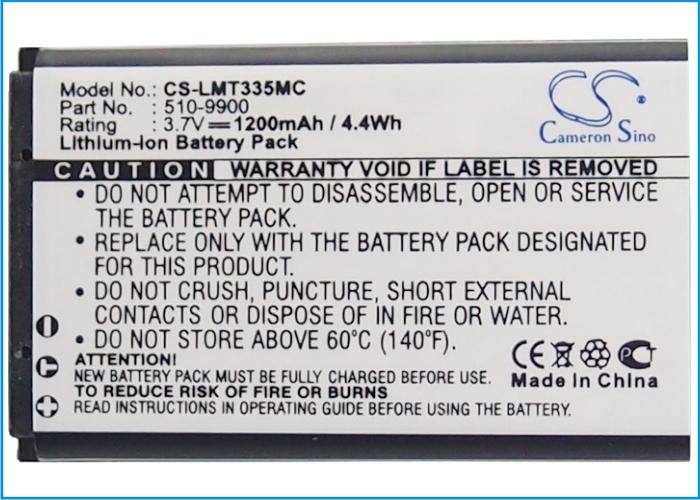 Model No.: CS-LMT335MC
Part No. : 510-9900
Rating : 3.7V⎓1200mAh / 4.4Wh
Lithium-Ion Battery Pack
CS
Cameron Sino
CAUTION WARRANTY VOID IF LABEL IS REMOVED
• DO NOT ATTEMPT TO DISASSEMBLE, OPEN OR SERVICE
THE BATTERY PACK.
• REPLACE ONLY WITH THE BATTERY PACK DESIGNATED
FOR THIS PRODUCT.
• DO NOT CRUSH, PUNCTURE, SHORT EXTERNAL
CONTACTS OR DISPOSE OF IN FIRE OR WATER.
• DO NOT STORE ABOVE 60°C (140°F).
ATTENTION!
NEW BATTERY PACK MUST BE FULLY CHARGED BEFORE USE.
TO REDUCE RISK OF FIRE OR BURNS
READ INSTRUCTIONS IN OPERATING GUIDE BEFORE USE.
CE PCT
Made In China